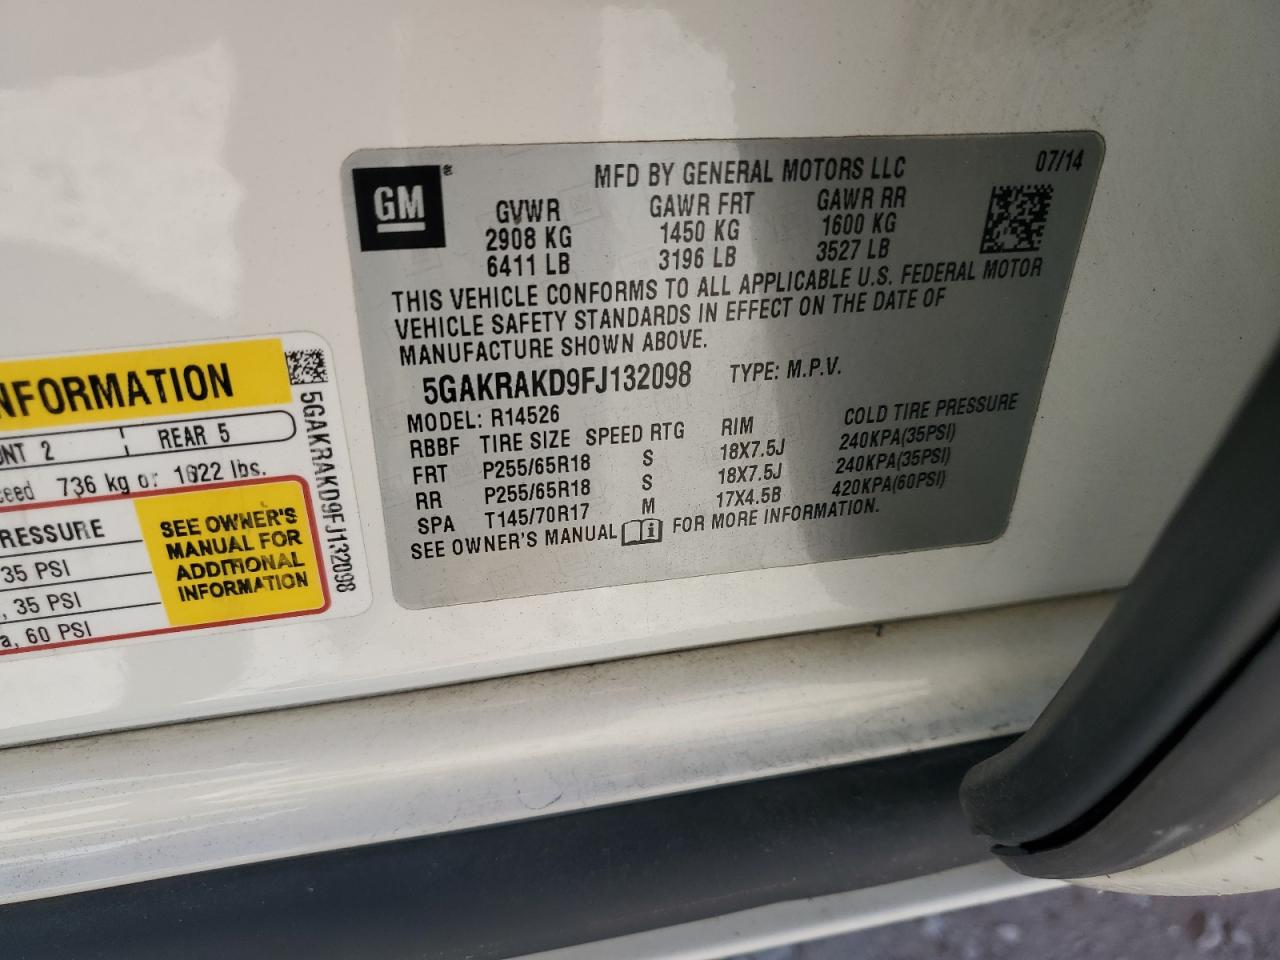 GM
MFD BY GENERAL MOTORS LLC
07/14
GVWR GAWR FRT GAWR RR
2908 KG 1450 KG 1600 KG
6411 LB 3196 LB 3527 LB
THIS VEHICLE CONFORMS TO ALL APPLICABLE U.S. FEDERAL MOTOR
VEHICLE SAFETY STANDARDS IN EFFECT ON THE DATE OF
MANUFACTURE SHOWN ABOVE.
5GAKRAKD9FJ132098 TYPE: M.P.V.
MODEL: R14526
RBBF TIRE SIZE SPEED RTG RIM COLD TIRE PRESSURE
FRT P255/65R18 S 18X7.5J 240KPA(35PSI)
RR P255/65R18 S 18X7.5J 240KPA(35PSI)
SPA T145/70R17 M 17X4.5B 420KPA(60PSI)
SEE OWNER'S MANUAL FOR MORE INFORMATION.
NFORMATION
ONT 2 REAR 5
ceed 736 kg or 1622 lbs.
RESSURE
35 PSI
, 35 PSI
a, 60 PSI
SEE OWNER'S
MANUAL FOR
ADDITIONAL
INFORMATION
5GAKRAKD9FJ132098